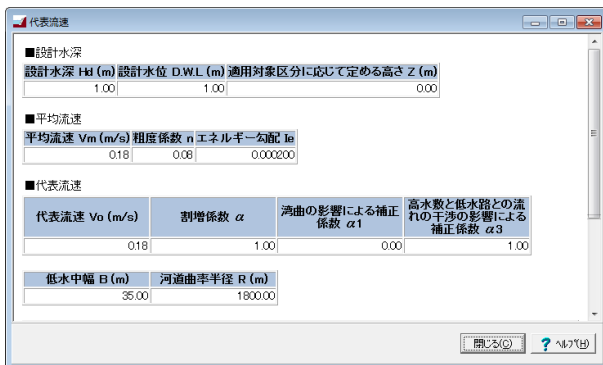 代表流速
■設計水深
設計水深 Hd (m) 設計水位 D.W.L (m) 適用対象区分に応じて定める高さ Z (m)
1.00 1.00 0.00
■平均流速
平均流速 Vm (m/s) 粗度係数 n エネルギー勾配 Ie
0.18 0.08 0.000200
■代表流速
代表流速 Vo (m/s) 割増係数 α 湾曲の影響による補正 高水敷と低水路との流
係数 α1 れの干渉の影響による
補正係数 α3
0.18 1.00 0.00 1.00
低水中幅 B (m) 河道曲率半径 R (m)
35.00 1800.00
閉じる(C) ? ヘルプ(H)